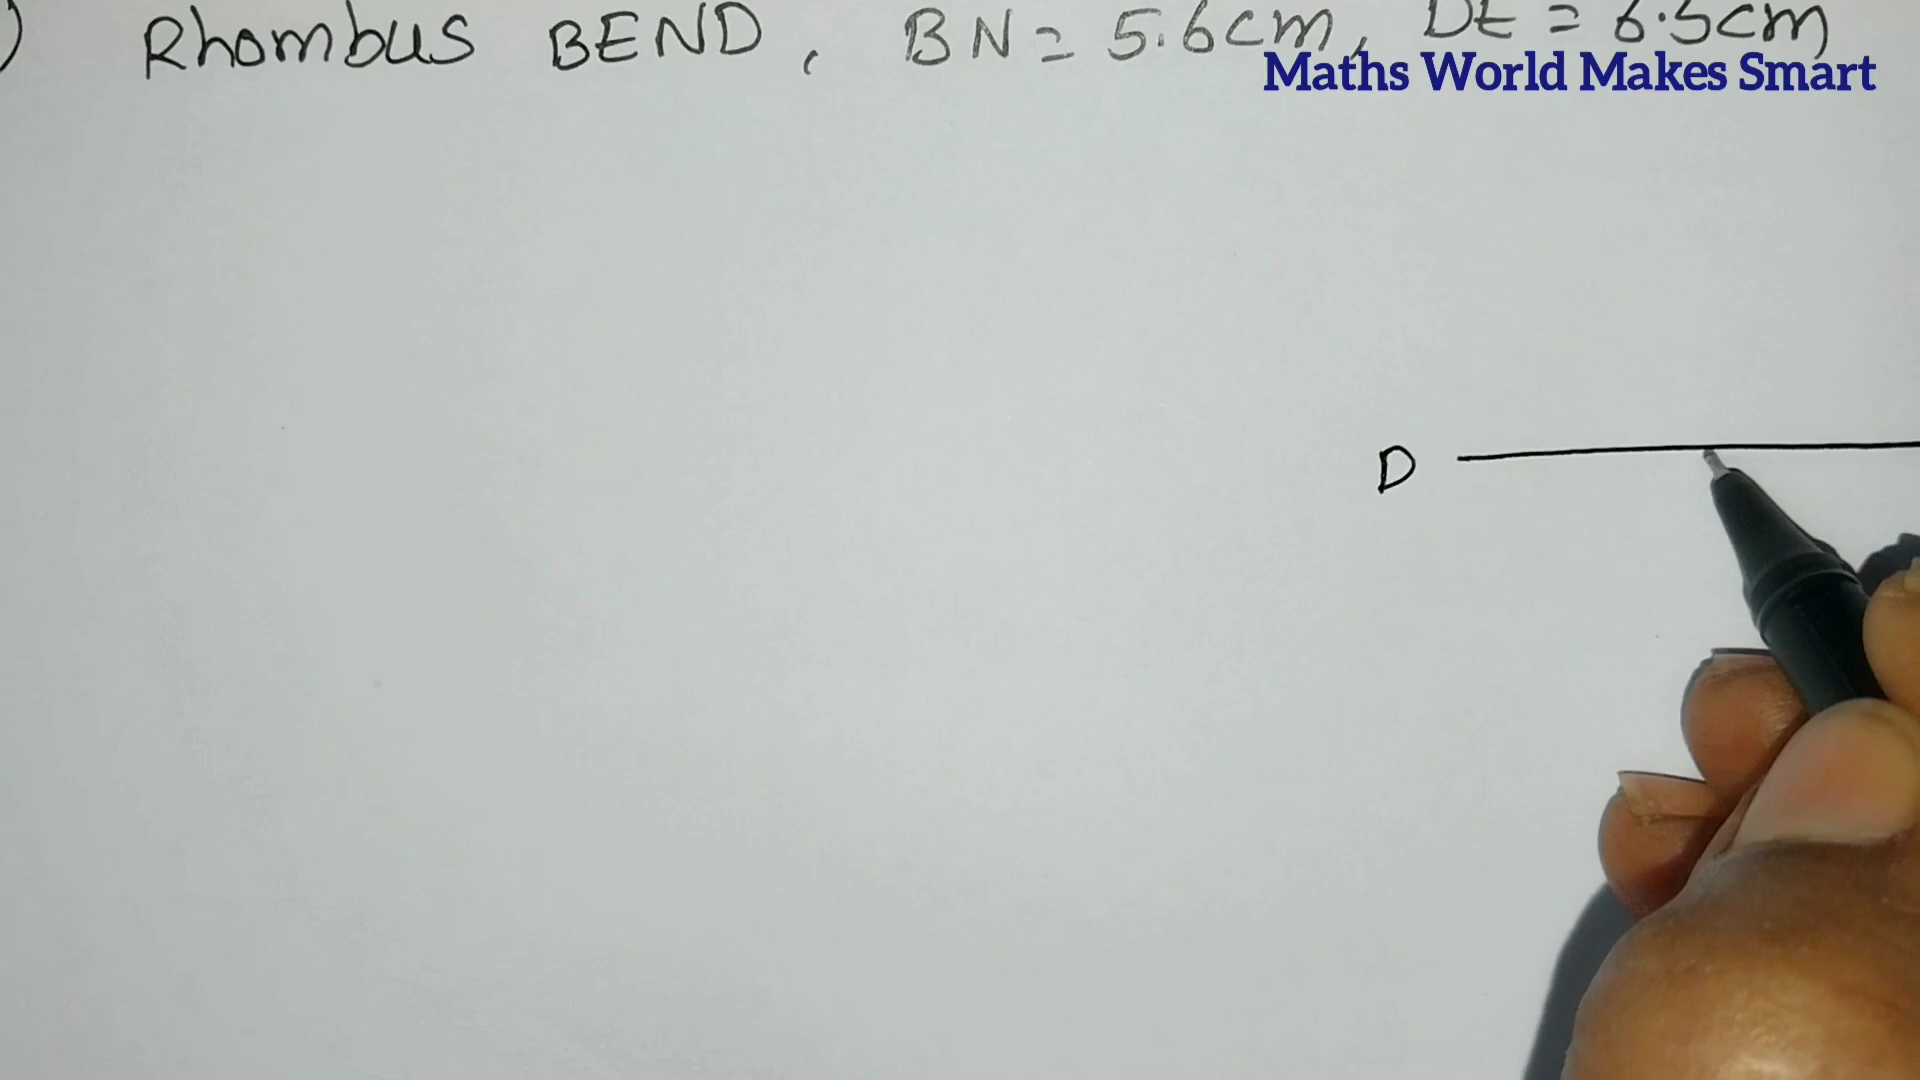 ) Rhombus BEND, BN = 5.6cm, DE = 6.5cm
Maths World Makes Smart
D